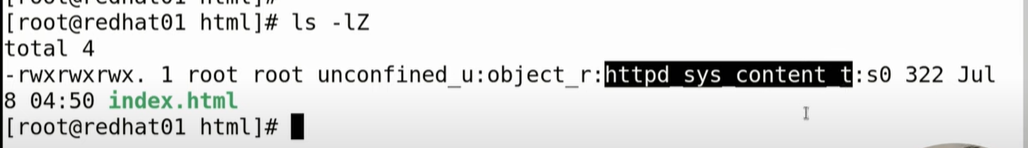 [root@redhat01 html]# ls -lZ
total 4
-rwxrwxrwx. 1 root root unconfined_u:object_r:httpd_sys_content_t:s0 322 Jul
8 04:50 index.html
[root@redhat01 html]#